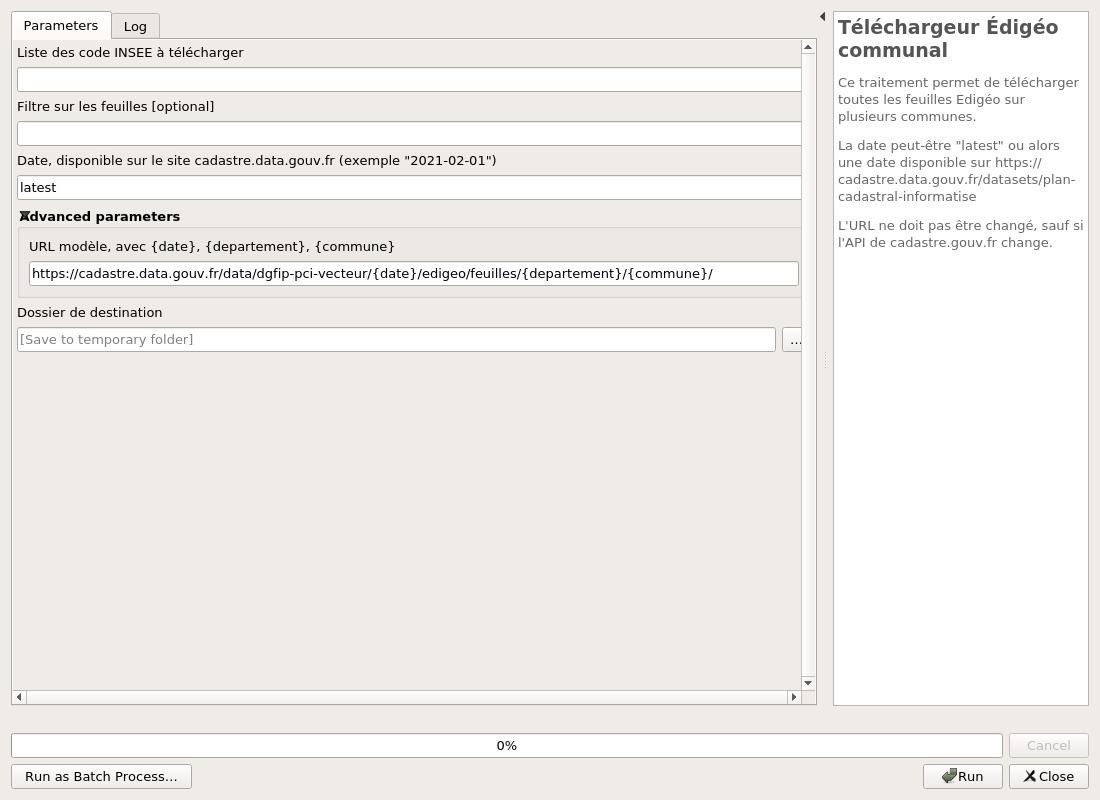 Parameters
Log
Liste des code INSEE à télécharger
Filtre sur les feuilles [optional]
Date, disponible sur le site cadastre.data.gouv.fr (exemple "2021-02-01")
latest
Advanced parameters
URL modèle, avec {date}, {departement}, {commune}
https://cadastre.data.gouv.fr/data/dgfip-pci-vecteur/{date}/edigeo/feuilles/{departement}/{commune}/
Dossier de destination
[Save to temporary folder]
...
Téléchargeur Édigéo
communal
Ce traitement permet de télécharger
toutes les feuilles Edigéo sur
plusieurs communes.
La date peut-être "latest" ou alors
une date disponible sur https://
cadastre.data.gouv.fr/datasets/plan-
cadastral-informatise
L'URL ne doit pas être changé, sauf si
l'API de cadastre.gouv.fr change.
0%
Cancel
Run as Batch Process...
Run
Close